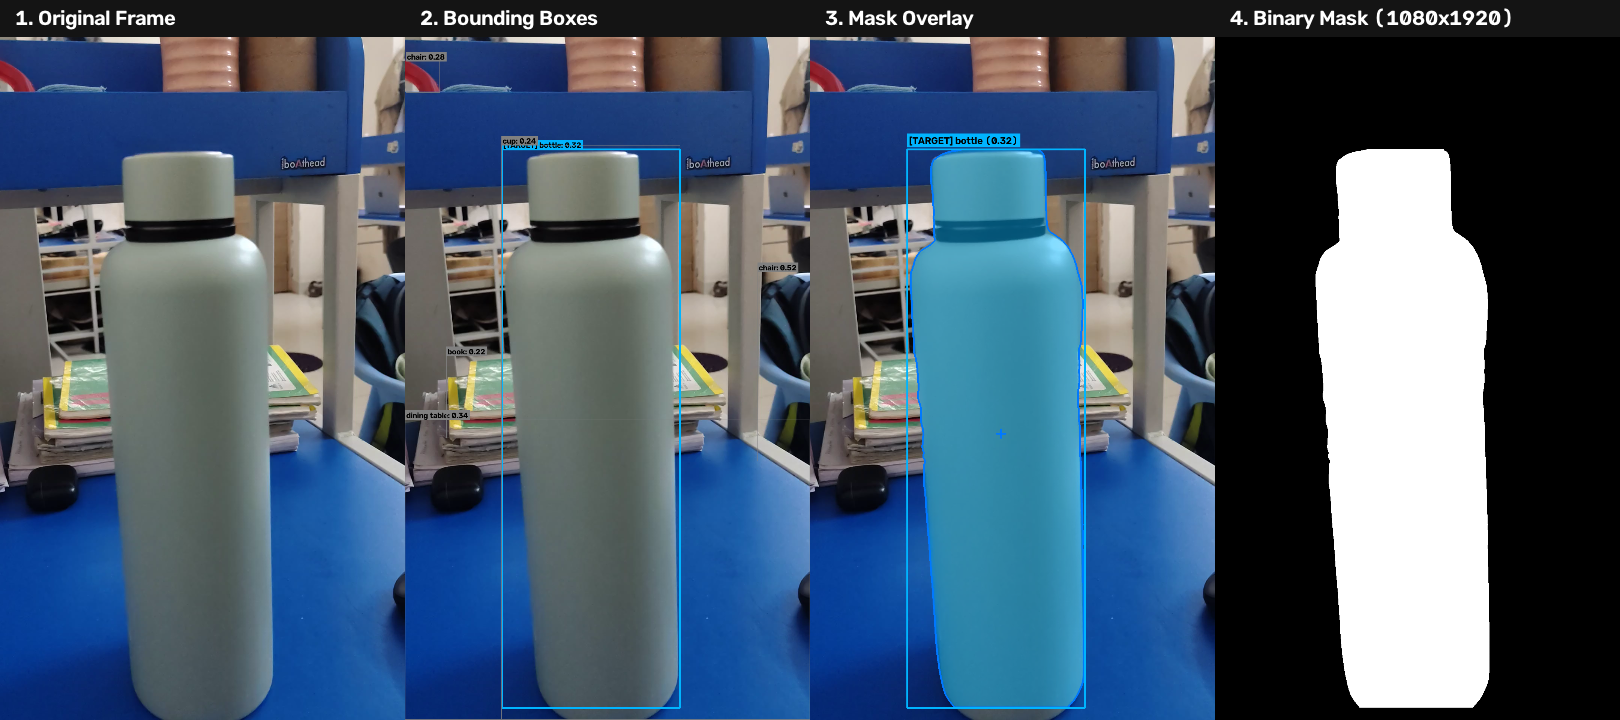 1. Original Frame
2. Bounding Boxes
3. Mask Overlay
4. Binary Mask (1080x1920)
chair: 0.28
cup: 0.24
bottle: 0.32
[TARGET] bottle (0.32)
boAthead
boAthead
boAthead
chair: 0.52
book: 0.22
dining table: 0.34